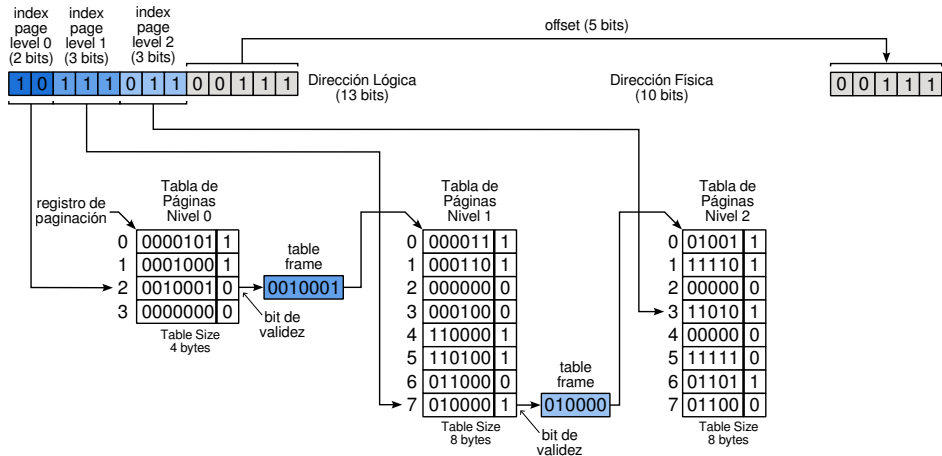 index
page
level 0
(2 bits)
index
page
level 1
(3 bits)
index
page
level 2
(3 bits)
offset (5 bits)
1 0 1 1 1 0 1 1 0 0 1 1 1
Dirección Lógica
(13 bits)
Dirección Física
(10 bits)
0 0 1 1 1
registro de
paginación
Tabla de
Páginas
Nivel 0
0 0000101 1
1 0001000 1
2 0010001 0
3 0000000 0
Table Size
4 bytes
table
frame
0010001
bit de
validez
Tabla de
Páginas
Nivel 1
0 000011 1
1 000110 1
2 000000 0
3 000100 0
4 110000 1
5 110100 1
6 011000 0
7 010000 1
Table Size
8 bytes
table
frame
010000
bit de
validez
Tabla de
Páginas
Nivel 2
0 01001 1
1 11110 1
2 00000 0
3 11010 1
4 00000 0
5 11111 0
6 01101 1
7 01100 0
Table Size
8 bytes